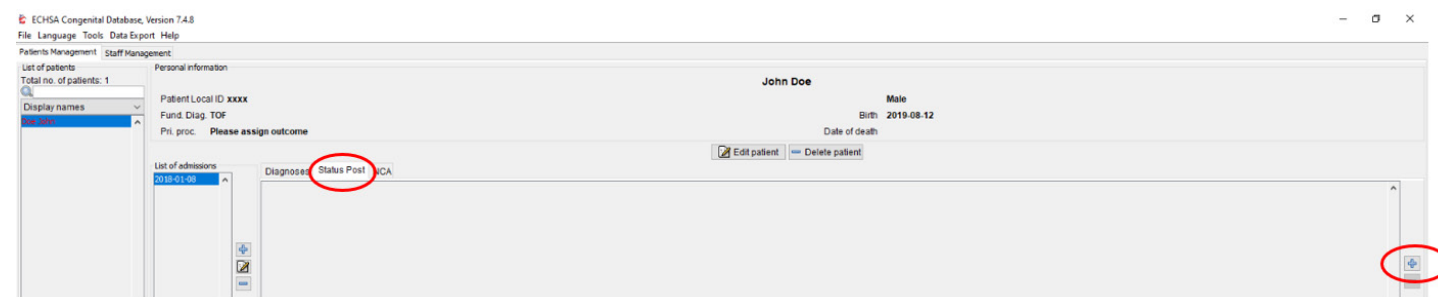 ECHSA Congenital Database, Version 7.4.8
File Language Tools Data Export Help
Patients Management Staff Management
List of patients
Total no. of patients: 1
Display names
Doe John
Personal information
John Doe
Patient Local ID xxxx
Male
Fund. Diag. TOF
Birth 2019-08-12
Pri. proc. Please assign outcome
Date of death
Edit patient Delete patient
List of admissions
2018-01-08
Diagnoses Status Post NCA